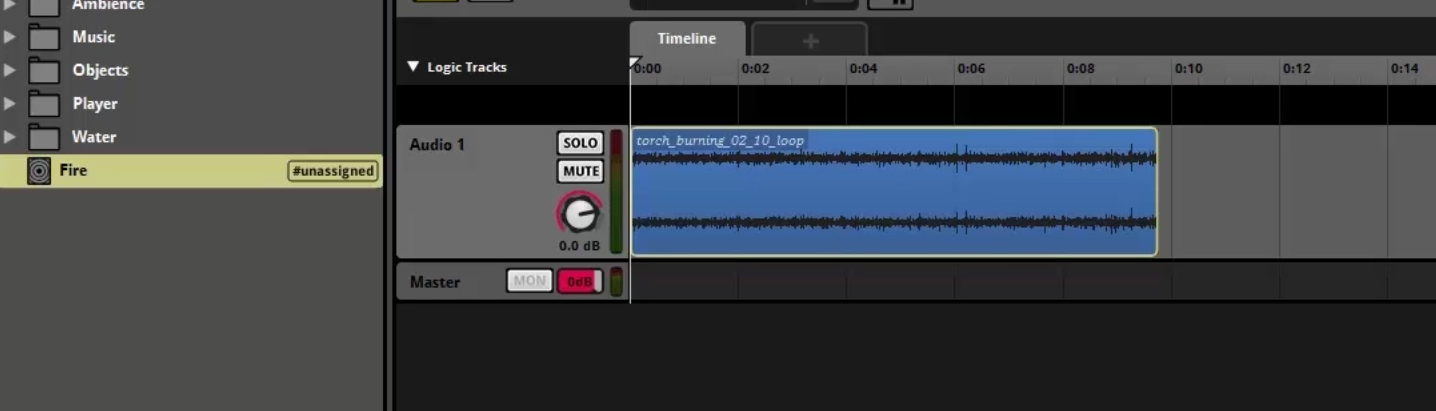 Ambience
Music
Objects
Player
Water
Fire #unassigned
Timeline +
Logic Tracks
0:00 0:02 0:04 0:06 0:08 0:10 0:12 0:14
Audio 1 SOLO
MUTE
0.0 dB
torch_burning_02_10_loop
Master MON 0dB